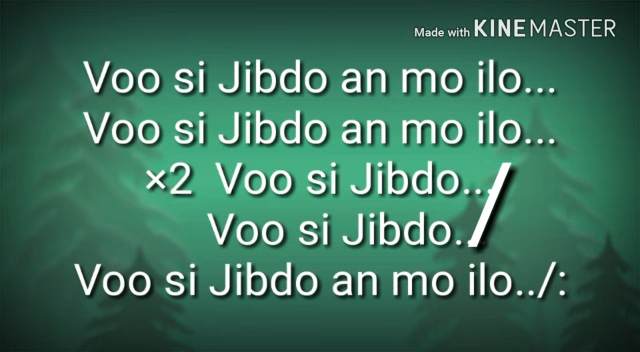 Made with KINEMASTER
Voo si Jibdo an mo ilo...
Voo si Jibdo an mo ilo...
×2 Voo si Jibdo.../
Voo si Jibdo../
Voo si Jibdo an mo ilo../: